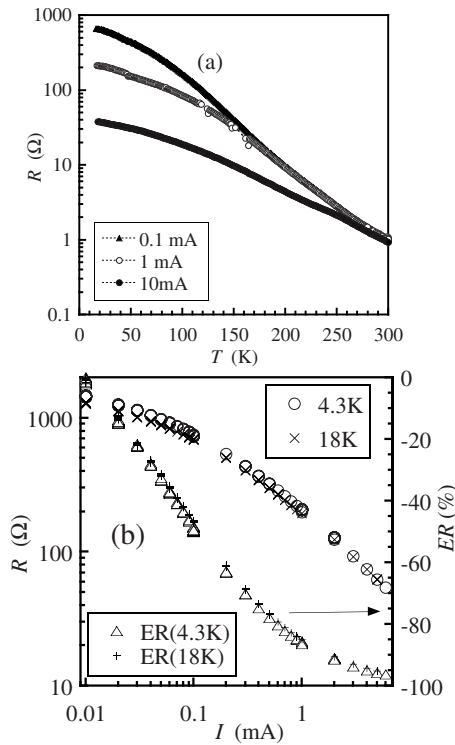 1000
100
10
1
0.1
R (Ω)
(a)
0.1 mA
1 mA
10mA
0 50 100 150 200 250 300
T (K)
1000
100
10
R (Ω)
(b)
4.3K
18K
ER(4.3K)
ER(18K)
0
-20
-40
-60
-80
-100
ER(%)
0.01 0.1 1
I (mA)